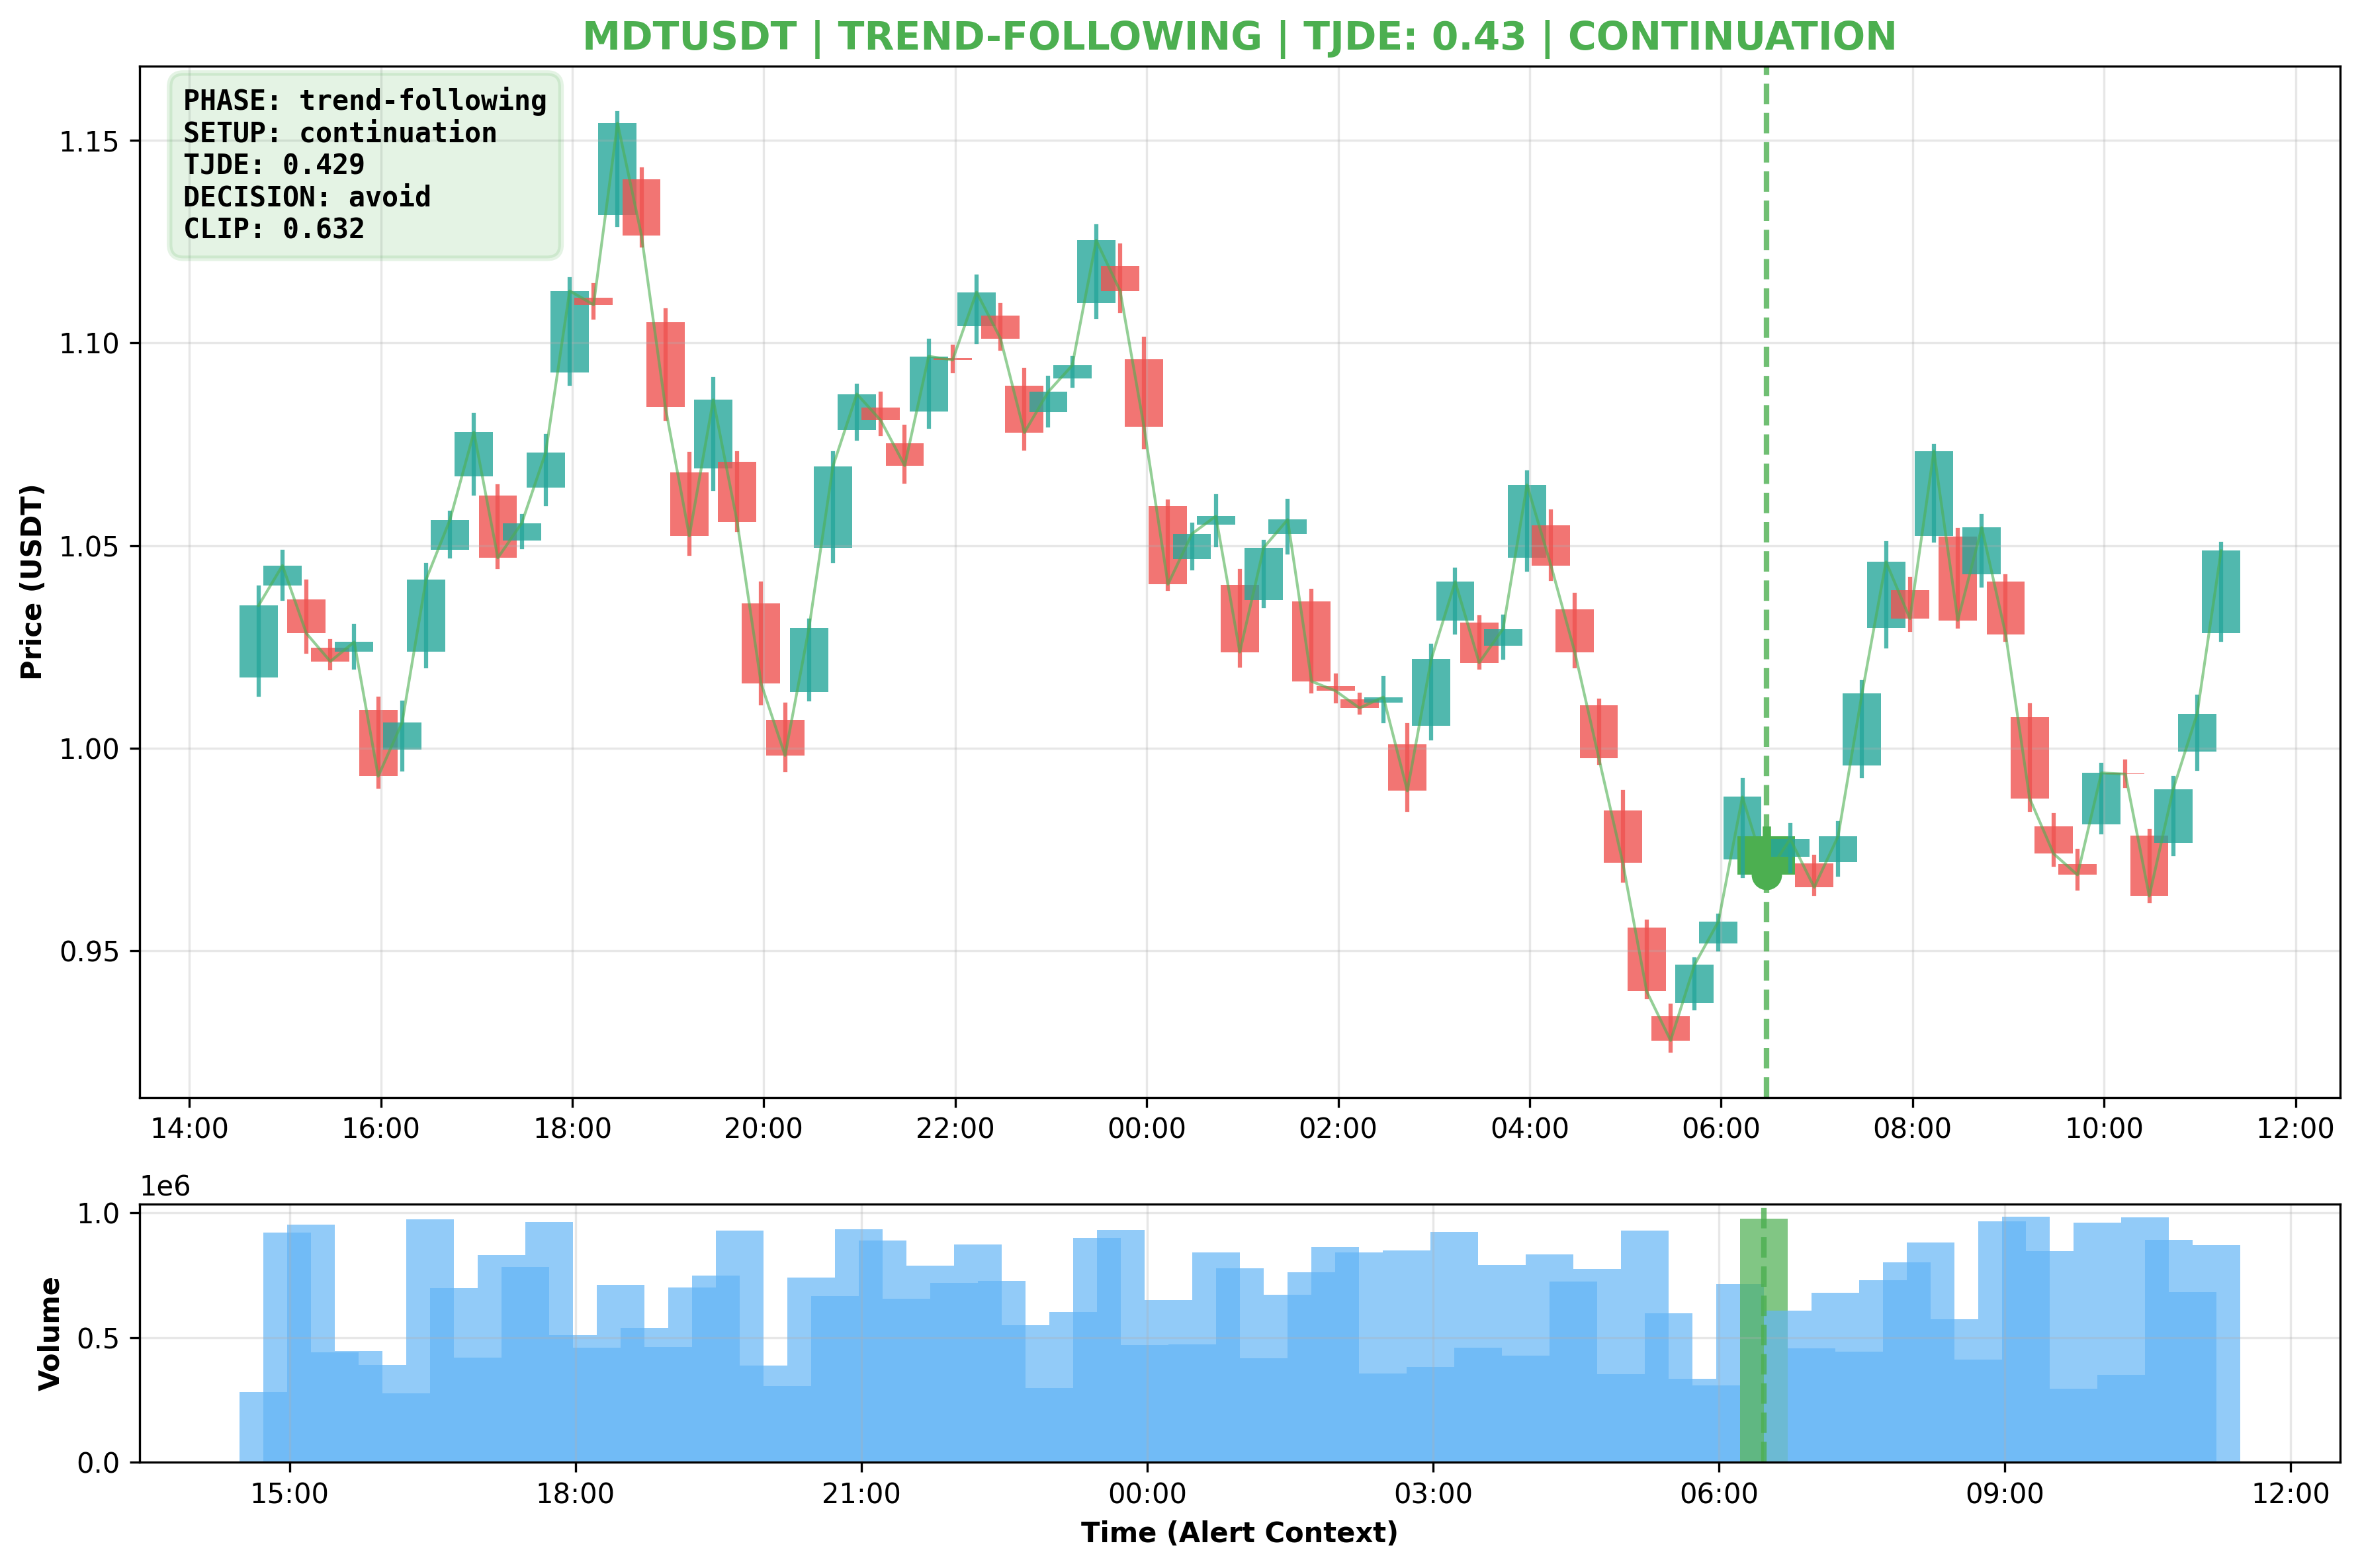 MDTUSDT | TREND-FOLLOWING | TJDE: 0.43 | CONTINUATION
PHASE: trend-following
SETUP: continuation
TJDE: 0.429
DECISION: avoid
CLIP: 0.632
Price (USDT)
1.15
1.10
1.05
1.00
0.95
14:00 16:00 18:00 20:00 22:00 00:00 02:00 04:00 06:00 08:00 10:00 12:00
1e6
Volume
1.0
0.5
0.0
15:00 18:00 21:00 00:00 03:00 06:00 09:00 12:00
Time (Alert Context)